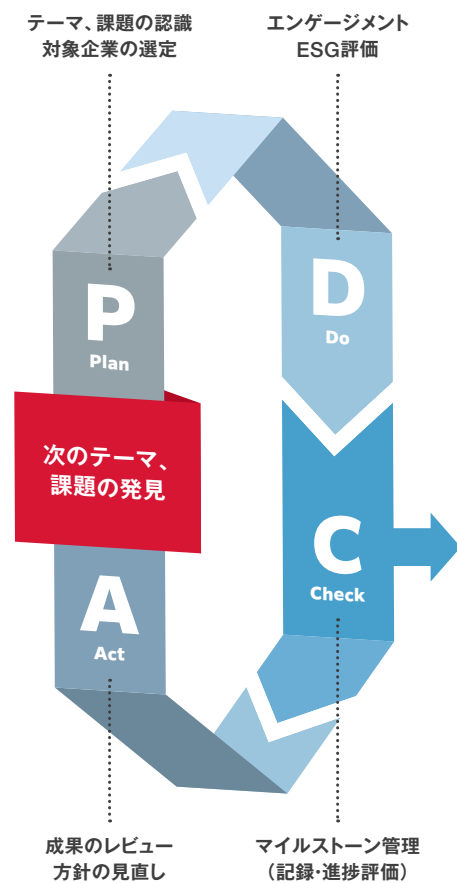 テーマ、課題の認識
対象企業の選定
エンゲージメント
ESG評価
P
Plan
D
Do
次のテーマ、
課題の発見
C
Check
A
Act
成果のレビュー
方針の見直し
マイルストーン管理
（記録･進捗評価）